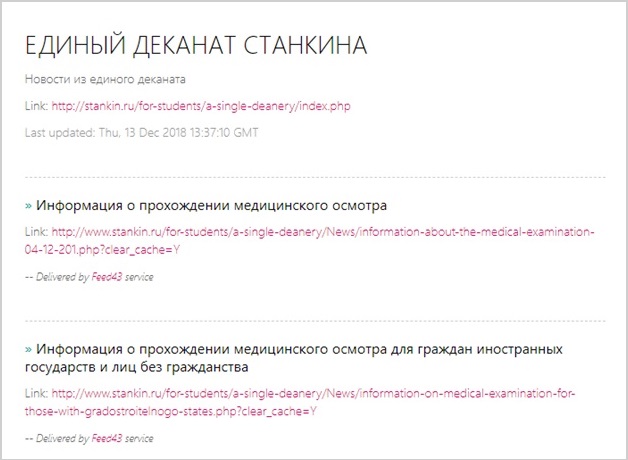 ЕДИНЫЙ ДЕКАНАТ СТАНКИНА
Новости из единого деканата
Link: http://stankin.ru/for-students/a-single-deanery/index.php
Last updated: Thu, 13 Dec 2018 13:37:10 GMT
» Информация о прохождении медицинского осмотра
Link: http://www.stankin.ru/for-students/a-single-deanery/News/information-about-the-medical-examination-
04-12-201.php?clear_cache=Y
-- Delivered by Feed43 service
» Информация о прохождении медицинского осмотра для граждан иностранных
государств и лиц без гражданства
Link: http://www.stankin.ru/for-students/a-single-deanery/News/information-on-medical-examination-for-
those-with-gradostroitelnogo-states.php?clear_cache=Y
-- Delivered by Feed43 service